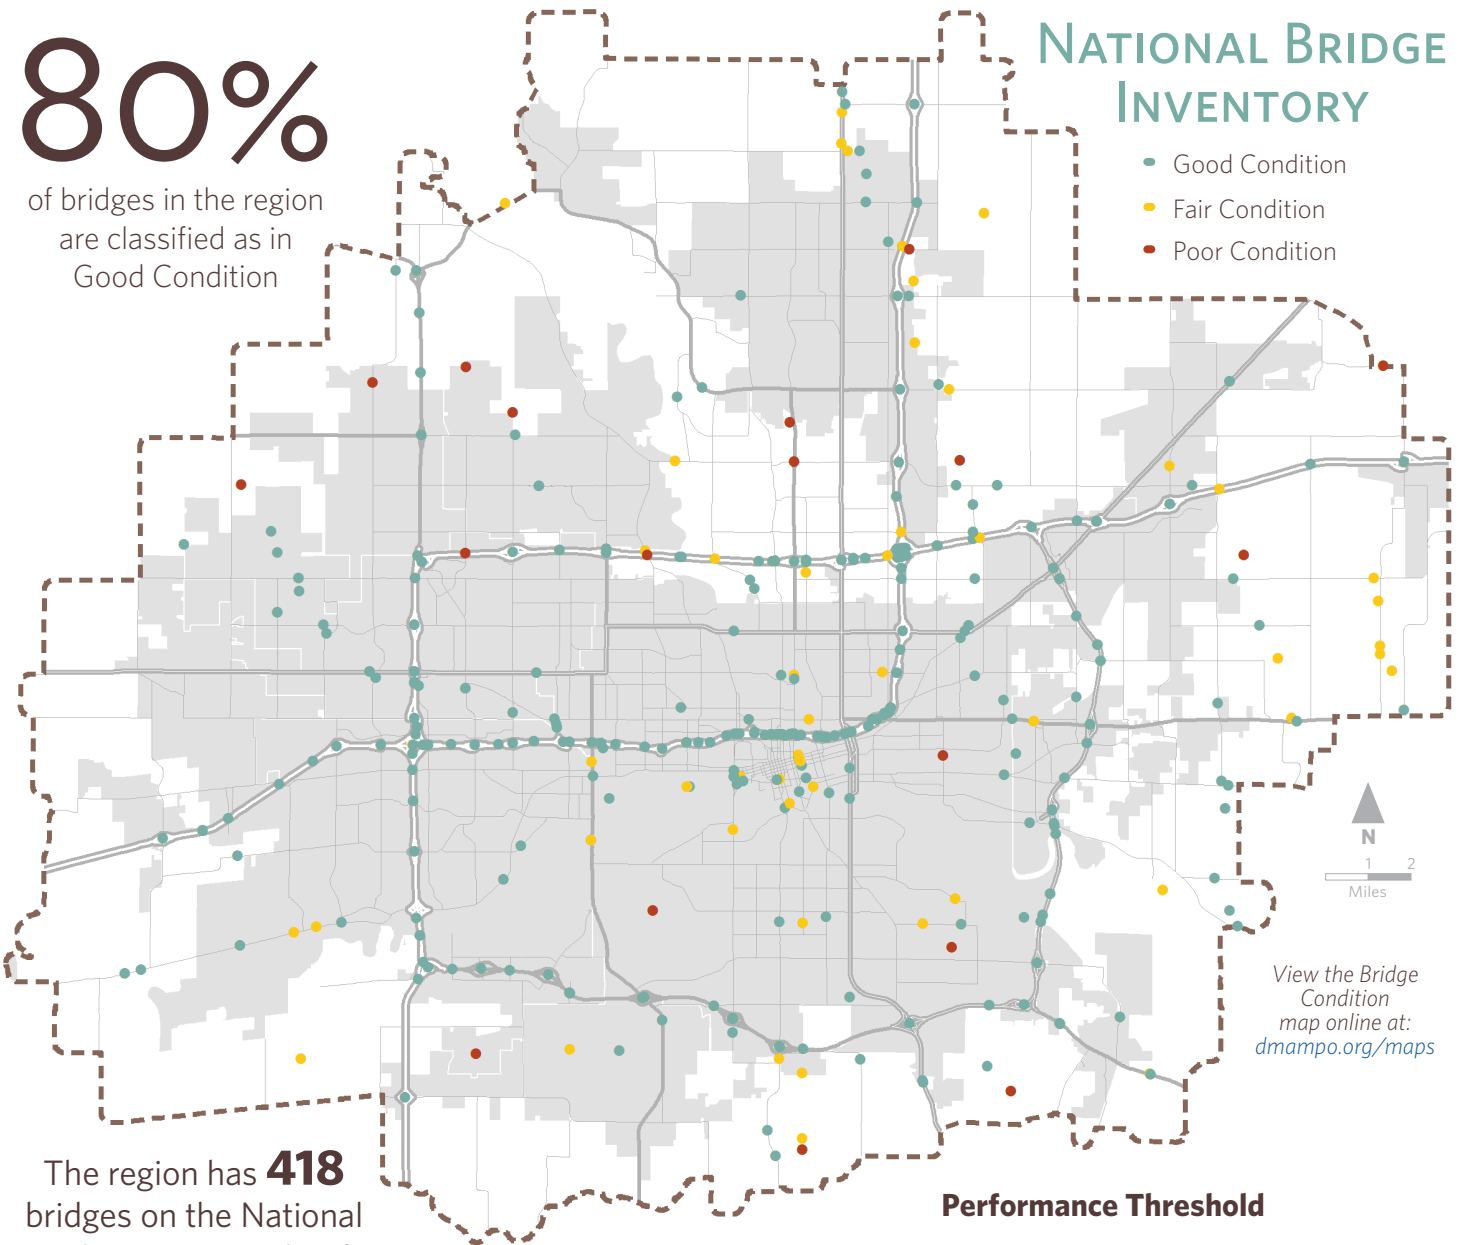 80%
of bridges in the region
are classified as in
Good Condition
National Bridge
Inventory
Good Condition
Fair Condition
Poor Condition
N
1 2
Miles
View the Bridge
Condition
map online at:
dmampo.org/maps
The region has 418
bridges on the National
Performance Threshold